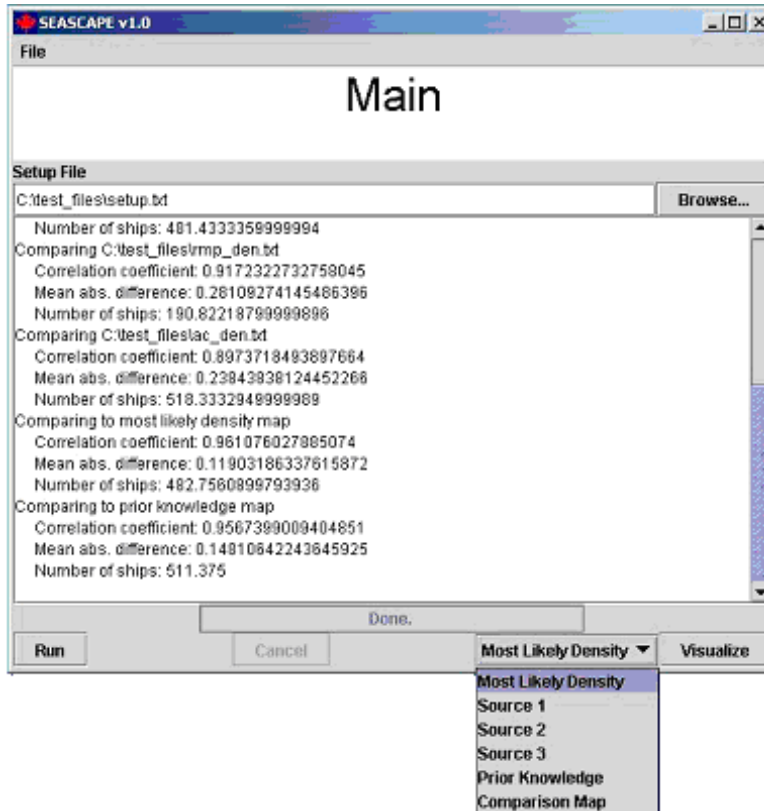 SEASCAPE v1.0
File
Main
Setup File
C:\test_files\setup.txt Browse...
Number of ships: 481.4333359999994
Comparing C:\test_files\rmp_den.txt
Correlation coefficient: 0.9172322732758045
Mean abs. difference: 0.28109274145486396
Number of ships: 190.82218799999896
Comparing C:\test_files\ac_den.txt
Correlation coefficient: 0.8973718493897664
Mean abs. difference: 0.23843838124452266
Number of ships: 518.3332949999989
Comparing to most likely density map
Correlation coefficient: 0.961076027885074
Mean abs. difference: 0.11903186337615872
Number of ships: 482.7560899793936
Comparing to prior knowledge map
Correlation coefficient: 0.9567399009404851
Mean abs. difference: 0.14810642243645925
Number of ships: 511.375
Done.
Run Cancel Most Likely Density Visualize
Most Likely Density
Source 1
Source 2
Source 3
Prior Knowledge
Comparison Map